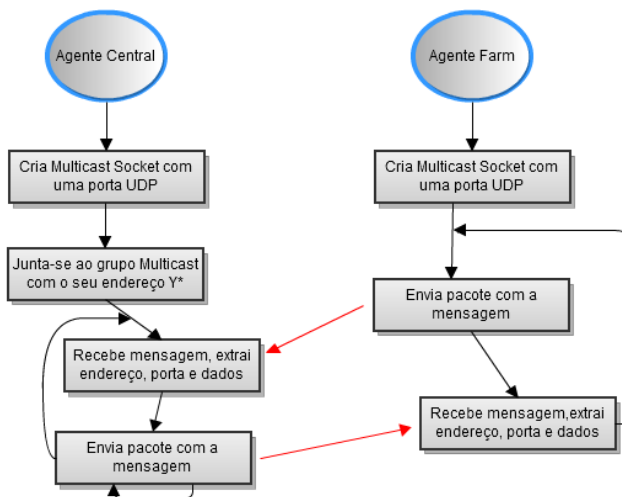 Agente Central
Agente Farm
Cria Multicast Socket com
uma porta UDP
Cria Multicast Socket com
uma porta UDP
Junta-se ao grupo Multicast
com o seu endereço Y*
Envia pacote com a
mensagem
Recebe mensagem, extrai
endereço, porta e dados
Recebe mensagem,extrai
endereço, porta e dados
Envia pacote com a
mensagem